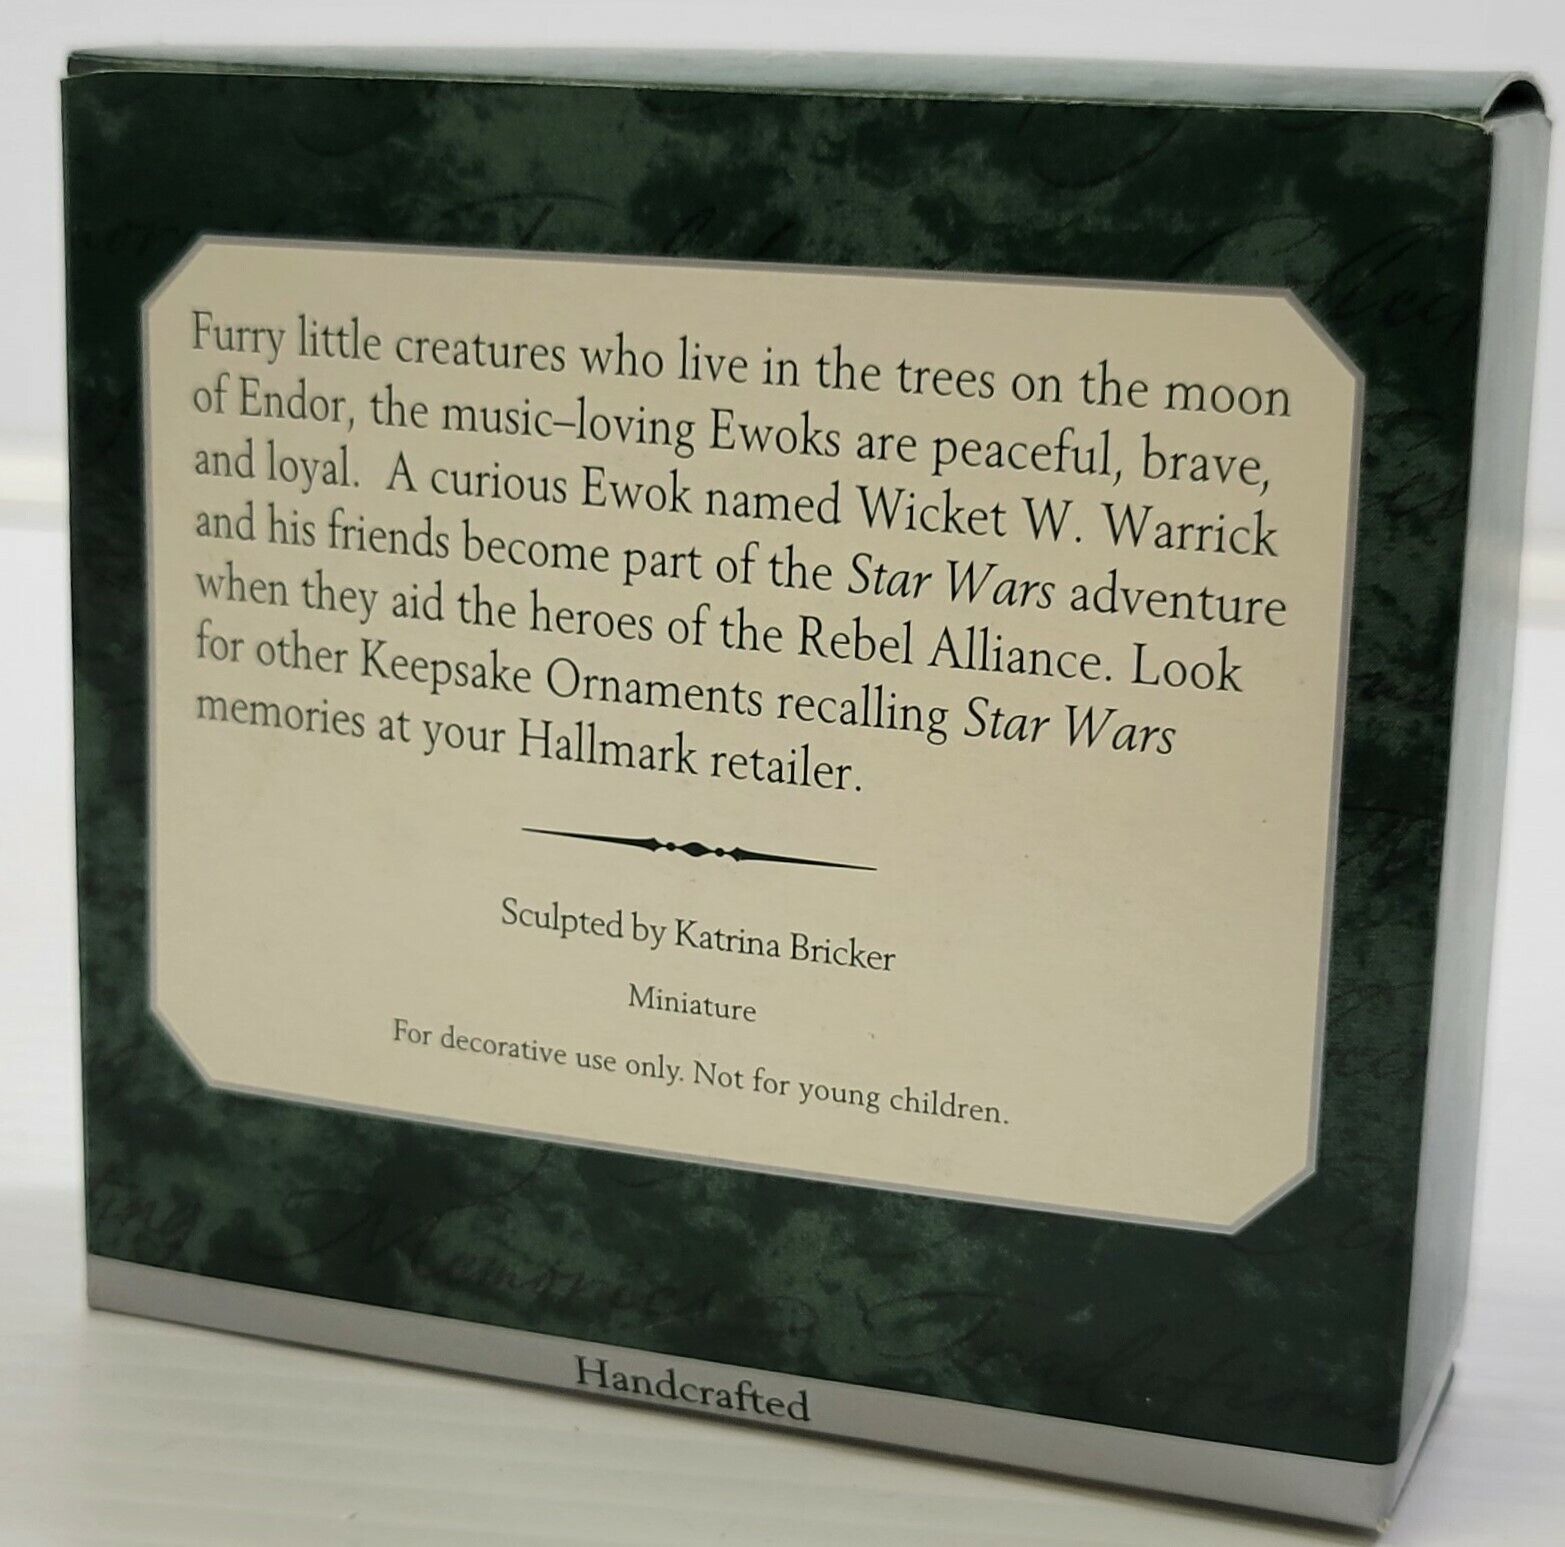 Furry little creatures who live in the trees on the moon
of Endor, the music–loving Ewoks are peaceful, brave,
and loyal. A curious Ewok named Wicket W. Warrick
and his friends become part of the Star Wars adventure
when they aid the heroes of the Rebel Alliance. Look
for other Keepsake Ornaments recalling Star Wars
memories at your Hallmark retailer.
Sculpted by Katrina Bricker
Miniature
For decorative use only. Not for young children.
Memories
Handcrafted